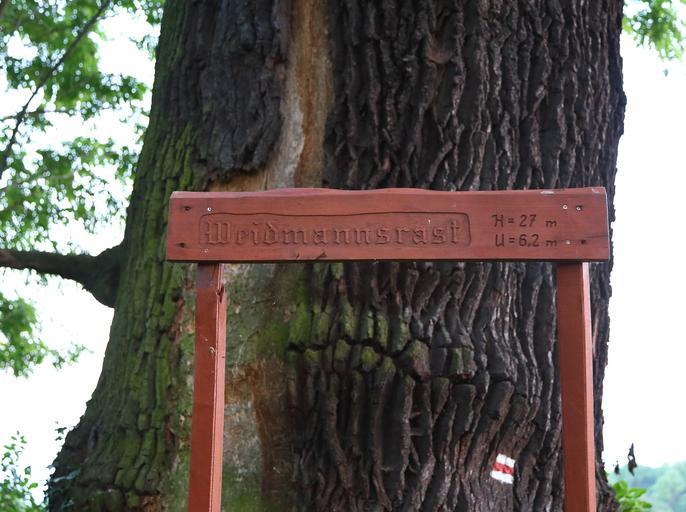 Weidmannsrast
H = 27 m
U = 6.2 m